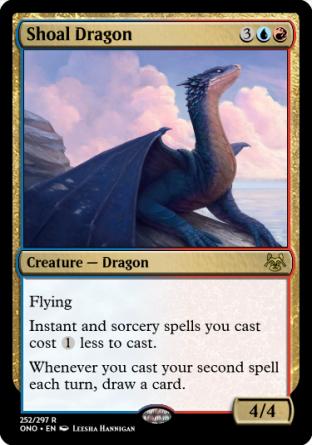 Shoal Dragon 3
Creature — Dragon
Flying
Instant and sorcery spells you cast
cost 1 less to cast.
Whenever you cast your second spell
each turn, draw a card.
252/297 R
ONO • EN LEESHA HANNIGAN
4/4